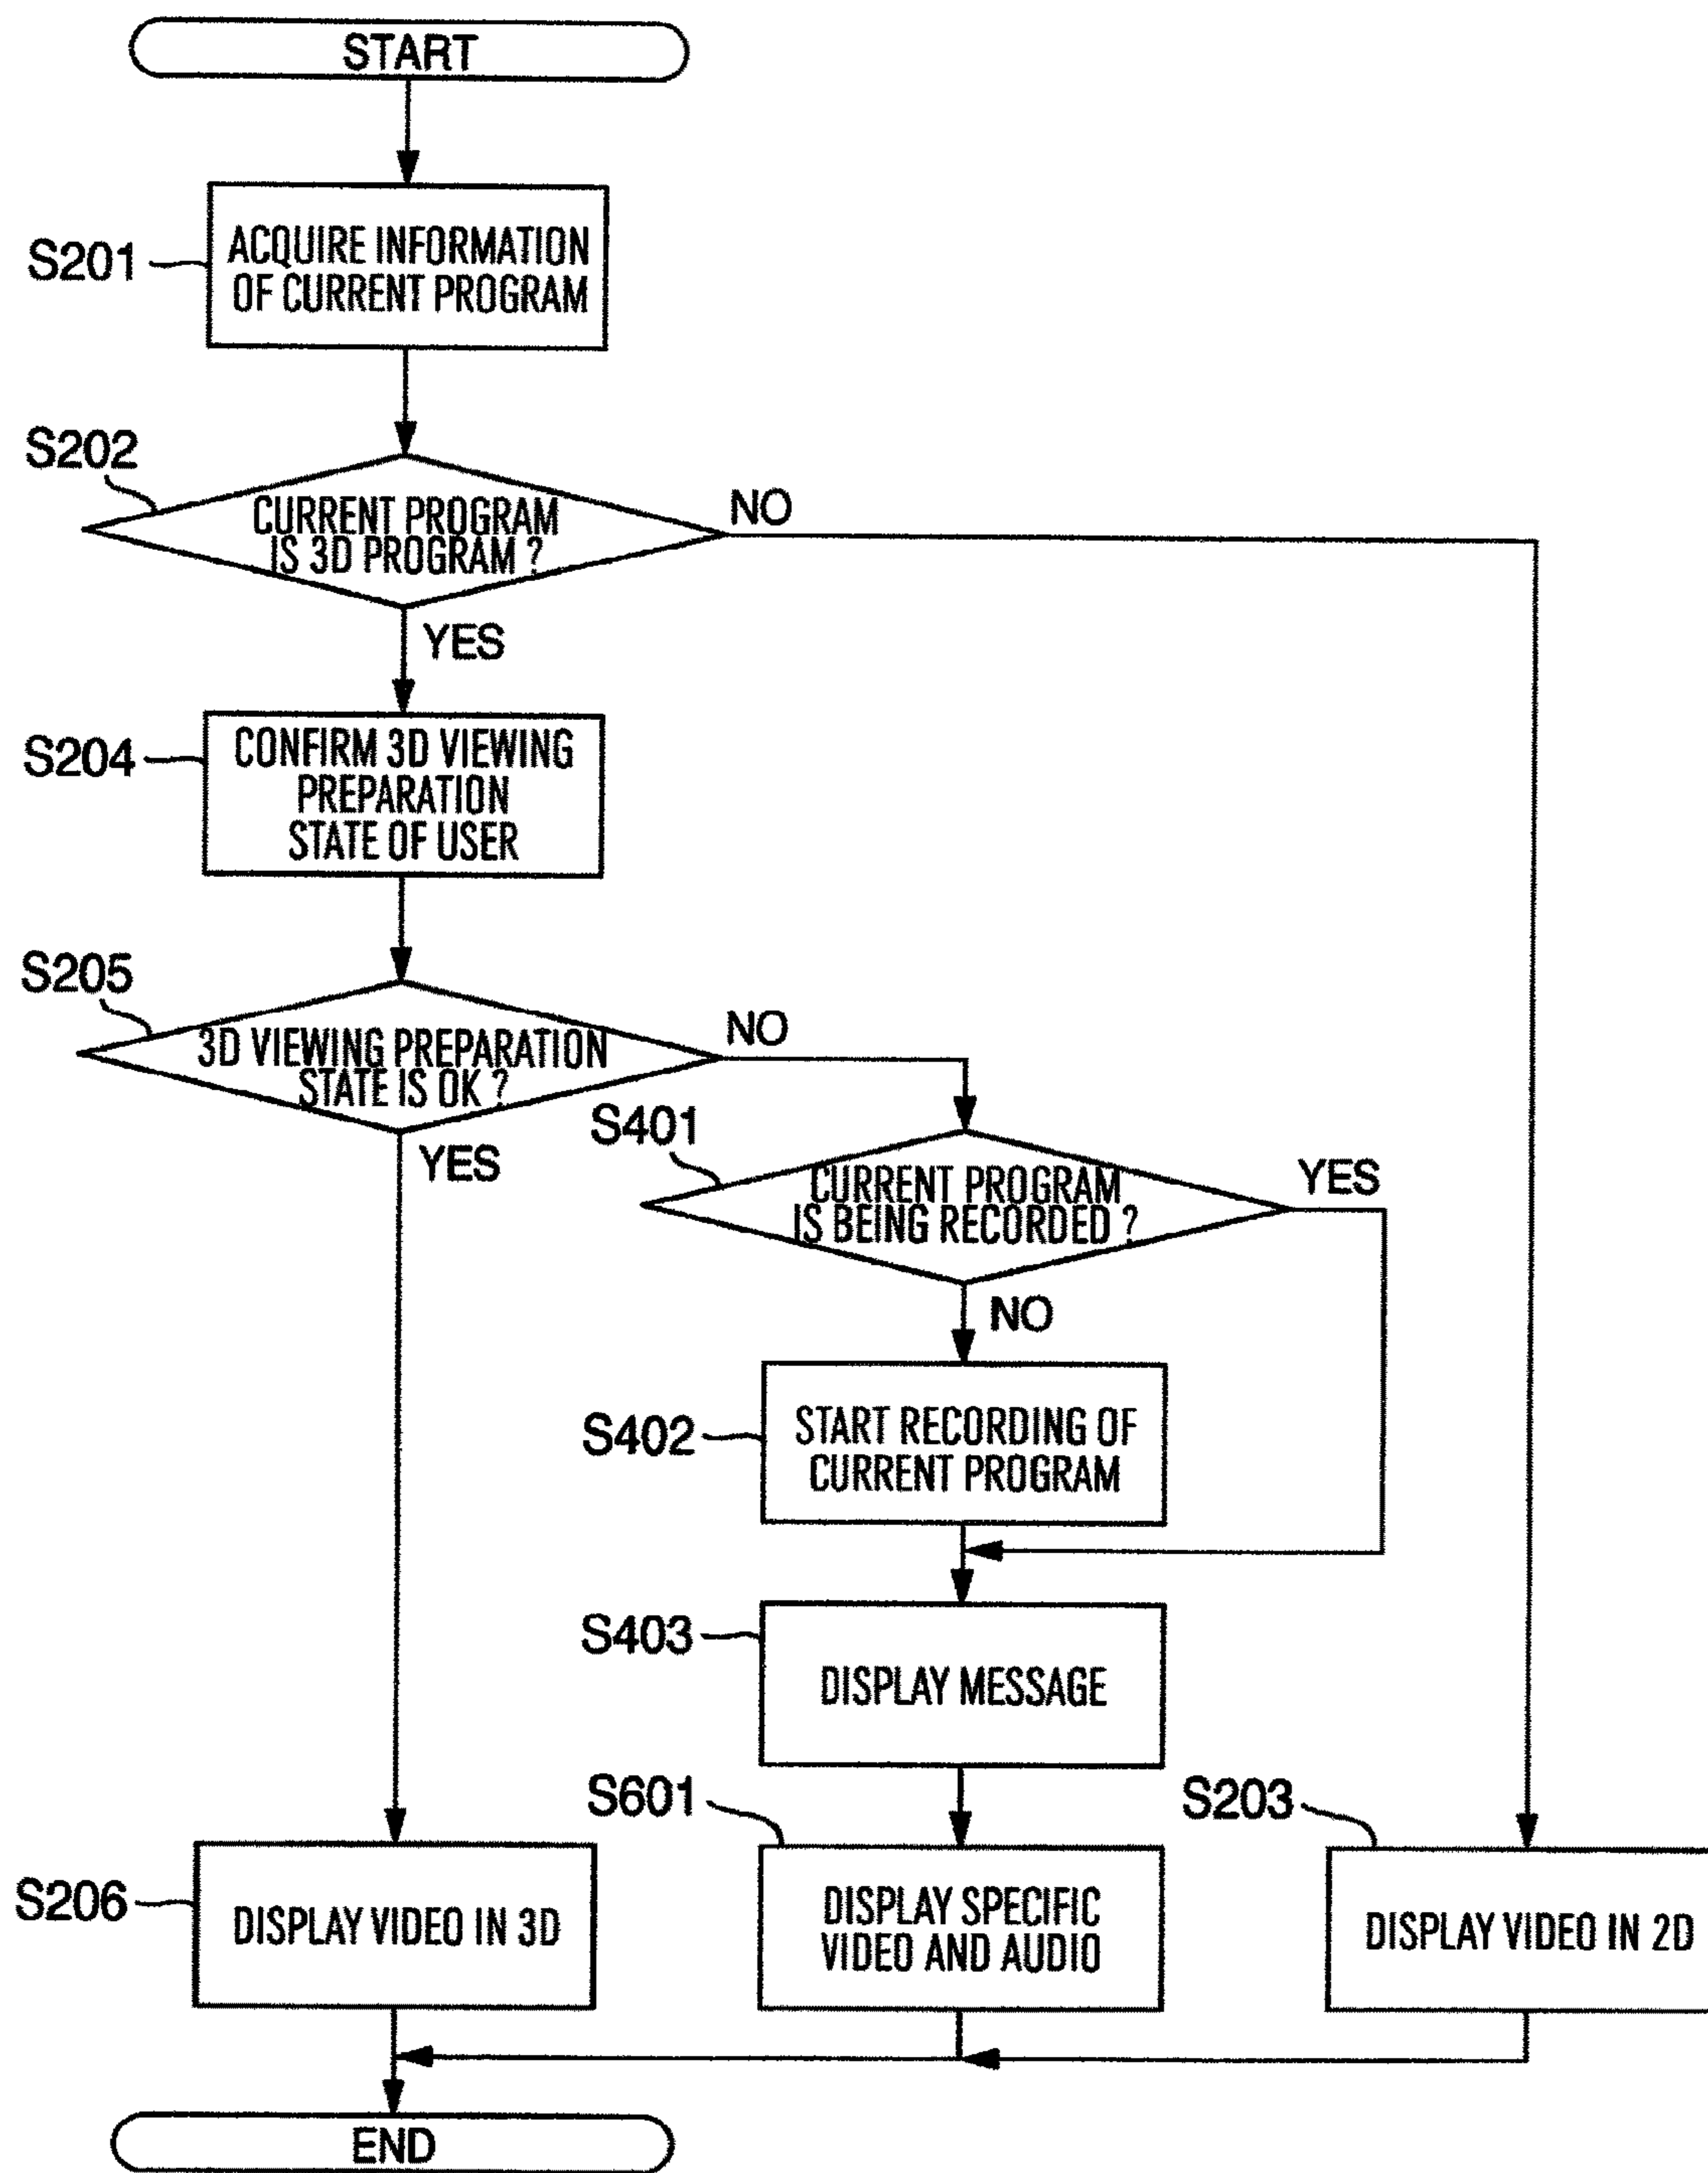 START
S201
ACQUIRE INFORMATION
OF CURRENT PROGRAM
S202
CURRENT PROGRAM
IS 3D PROGRAM ?
NO
YES
S204
CONFIRM 3D VIEWING
PREPARATION
STATE OF USER
S205
3D VIEWING PREPARATION
STATE IS OK ?
NO
YES
S401
CURRENT PROGRAM
IS BEING RECORDED ?
YES
NO
S402
START RECORDING OF
CURRENT PROGRAM
S403
DISPLAY MESSAGE
S206
DISPLAY VIDEO IN 3D
S601
DISPLAY SPECIFIC
VIDEO AND AUDIO
S203
DISPLAY VIDEO IN 2D
END